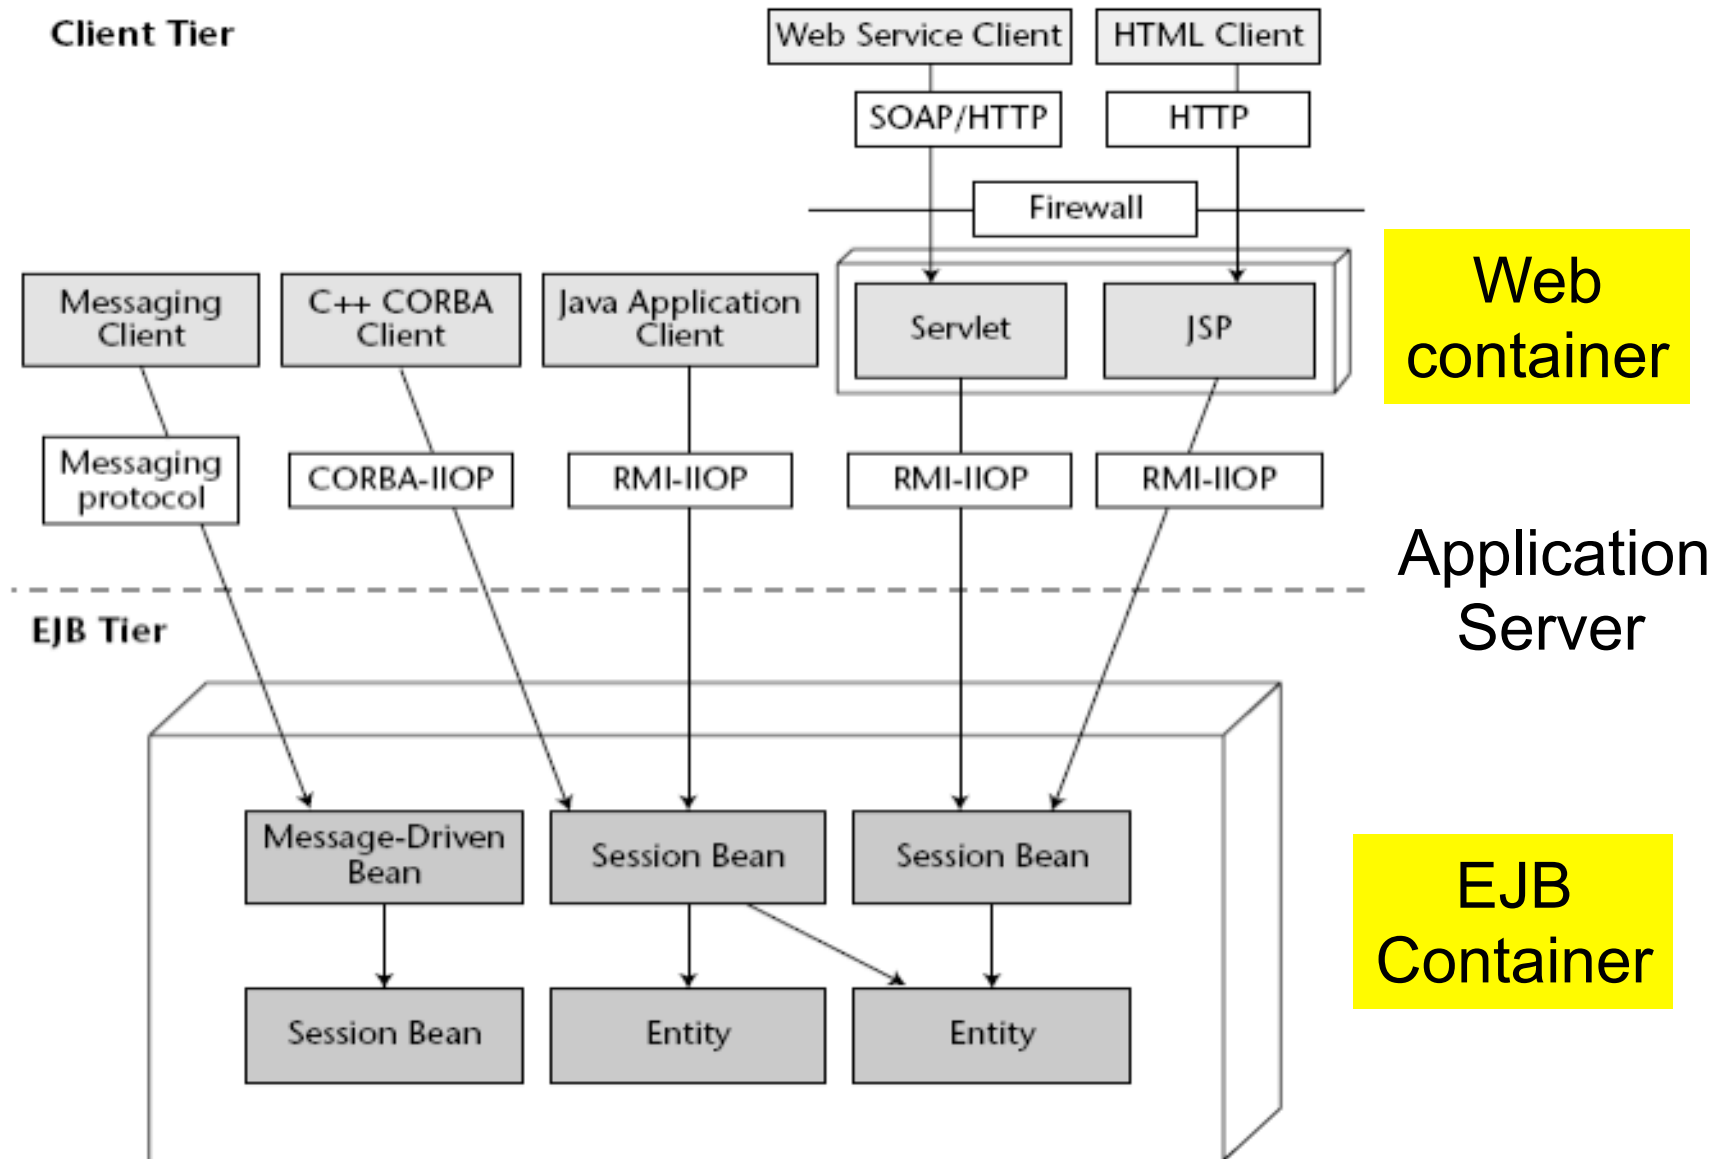 Client Tier
Web Service Client
HTML Client
SOAP/HTTP
HTTP
Firewall
Web
container
Messaging
Client
C++ CORBA
Client
Java Application
Client
Servlet
JSP
Messaging
protocol
CORBA-IIOP
RMI-IIOP
RMI-IIOP
RMI-IIOP
Application
Server
EJB Tier
Message-Driven
Bean
Session Bean
Session Bean
EJB
Container
Session Bean
Entity
Entity